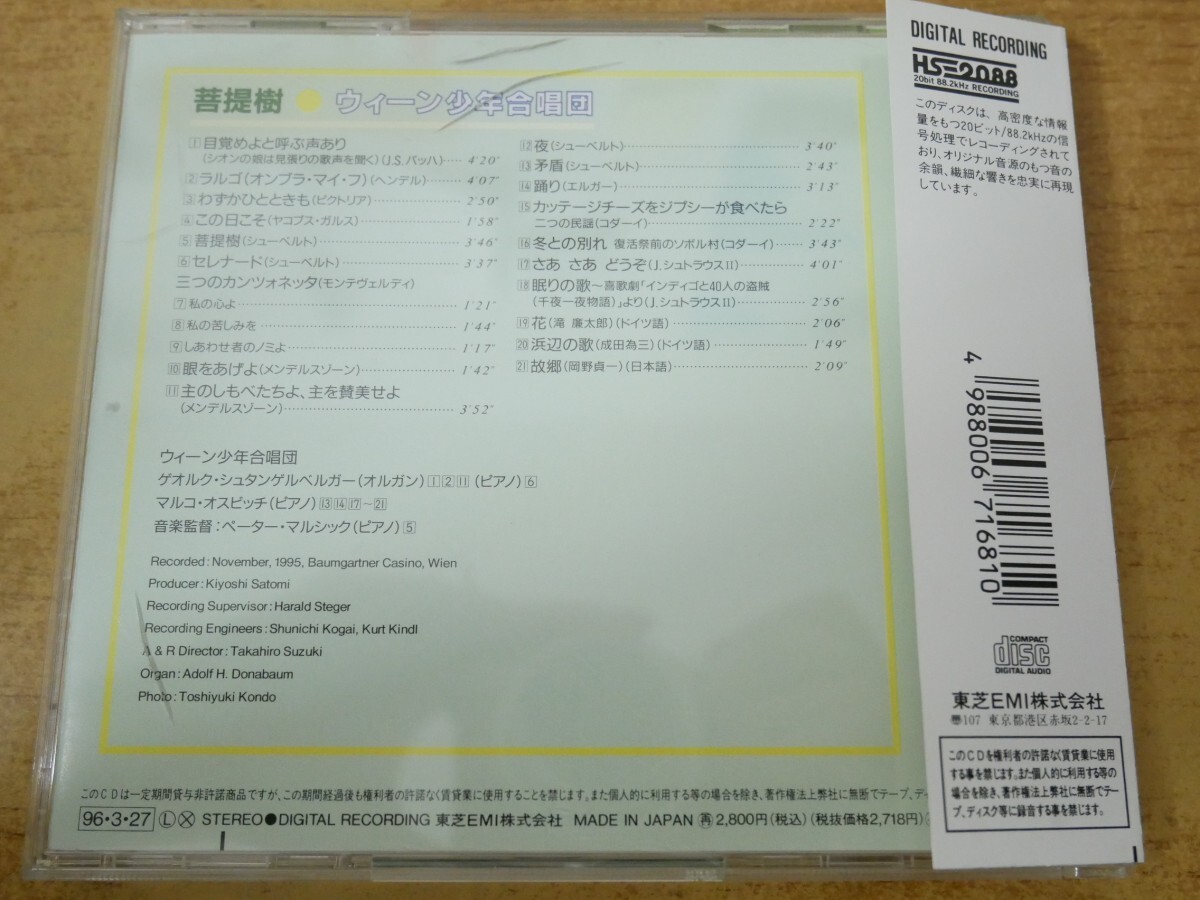 菩提樹 ● ウィーン少年合唱団
1 目覚めよと呼ぶ声あり
(シオンの娘は見張りの歌声を聞く)(J.S.バッハ)…… 4'20"
2 ラルゴ(オンブラ・マイ・フ)(ヘンデル)…… 4'07"
3 わずかひとときも(ビクトリア)…… 2'50"
4 この日こそ(ヤコブス・ガルス)…… 1'58"
5 菩提樹(シューベルト)…… 3'46"
6 セレナード(シューベルト)…… 3'37"
三つのカンツォネッタ(モンテヴェルディ)
7 私の心よ…… 1'21"
8 私の苦しみを…… 1'44"
9 しあわせ者のノミよ…… 1'17"
10 眼をあげよ(メンデルスゾーン)…… 1'42"
11 主のしもべたちよ、主を賛美せよ
(メンデルスゾーン)…… 3'52"
12 夜(シューベルト)…… 3'40"
13 矛盾(シューベルト)…… 2'43"
14 踊り(エルガー)…… 3'13"
15 カッテージチーズをジプシーが食べたら
二つの民謡(コダーイ)…… 2'22"
16 冬との別れ 復活祭前のソボル村(コダーイ)…… 3'43"
17 さあ さあ どうぞ(J.シュトラウスII)…… 4'01"
18 眠りの歌～喜歌劇「インディゴと40人の盗賊
(千夜一夜物語)」より(J.シュトラウスII)…… 2'56"
19 花(滝 廉太郎)(ドイツ語)…… 2'06"
20 浜辺の歌(成田為三)(ドイツ語)…… 1'49"
21 故郷(岡野貞一)(日本語)…… 2'09"
ウィーン少年合唱団
ゲオルク・シュタンゲルベルガー(オルガン)1 2 11 (ピアノ)6
マルコ・オスビッチ(ピアノ)13 14 17～21
音楽監督:ペーター・マルシック(ピアノ)5
Recorded : November, 1995, Baumgartner Casino, Wien
Producer : Kiyoshi Satomi
Recording Supervisor : Harald Steger
Recording Engineers : Shunichi Kogai, Kurt Kindl
A & R Director : Takahiro Suzuki
Organ : Adolf H. Donabaum
Photo : Toshiyuki Kondo
このCDは一定期間貸与非許諾商品ですが、この期間経過後も権利者の許諾なく賃貸業に使用することを禁じます。また個人的に利用する等の場合を除き、著作権法上弊社に無断でテープ、ディ
96・3・27 Ⓛ Ⓧ STEREO●DIGITAL RECORDING 東芝EMI株式会社 MADE IN JAPAN 再 2,800円(税込) (税抜価格2,718円)
DIGITAL RECORDING
HS-2088
20bit 88.2kHz RECORDING
このディスクは、高密度な情報
量をもつ20ビット/88.2kHzの信
号処理でレコーディングされて
おり、オリジナル音源のもつ音の
余韻、繊細な響きを忠実に再現
しています。
4 988006 716810
COMPACT
disc
DIGITAL AUDIO
東芝EMI株式会社
〒107 東京都港区赤坂2-2-17
このCDを権利者の許諾なく賃貸業に使用
する事を禁じます。また個人的に利用する等の
場合を除き、著作権法上弊社に無断でテー
プ、ディスク等に録音する事を禁じます。